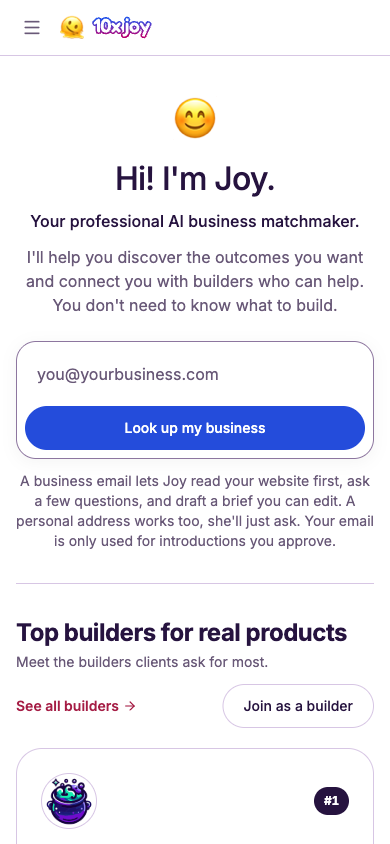 10xjoy
Hi! I'm Joy.
Your professional AI business matchmaker.
I'll help you discover the outcomes you want
and connect you with builders who can help.
You don't need to know what to build.
you@yourbusiness.com
Look up my business
A business email lets Joy read your website first, ask
a few questions, and draft a brief you can edit. A
personal address works too, she'll just ask. Your email
is only used for introductions you approve.
Top builders for real products
Meet the builders clients ask for most.
See all builders →
Join as a builder
#1